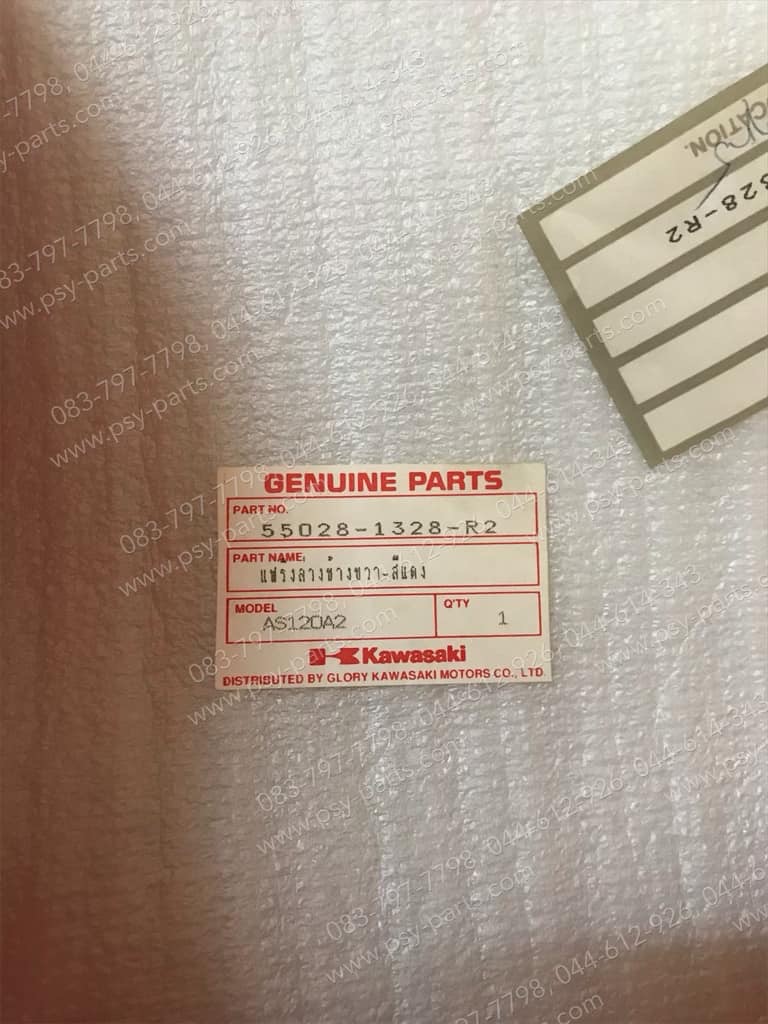 083-797-7798, 044-612-926, 044-614-343
www.psy-parts.com
CATION.
328-R2
GENUINE PARTS
PART NO.
55028-1328-R2
PART NAME
แฟริ่งล่างข้างขวา-สีแดง
MODEL
AS120A2
Q'TY
1
Kawasaki
DISTRIBUTED BY GLORY KAWASAKI MOTORS CO., LTD.